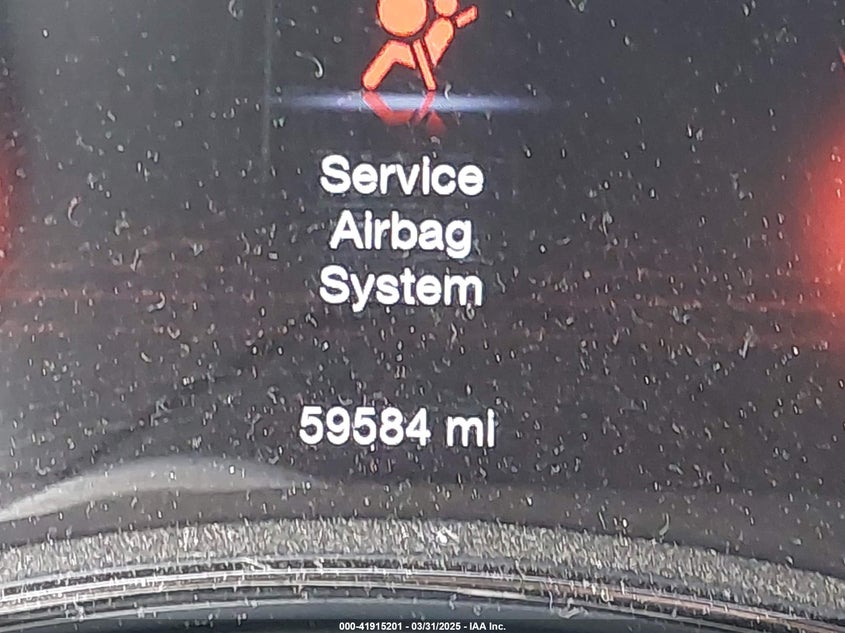 Service
Airbag
System
59584 mi
000-41915201 - 03/31/2025 - IAA Inc.